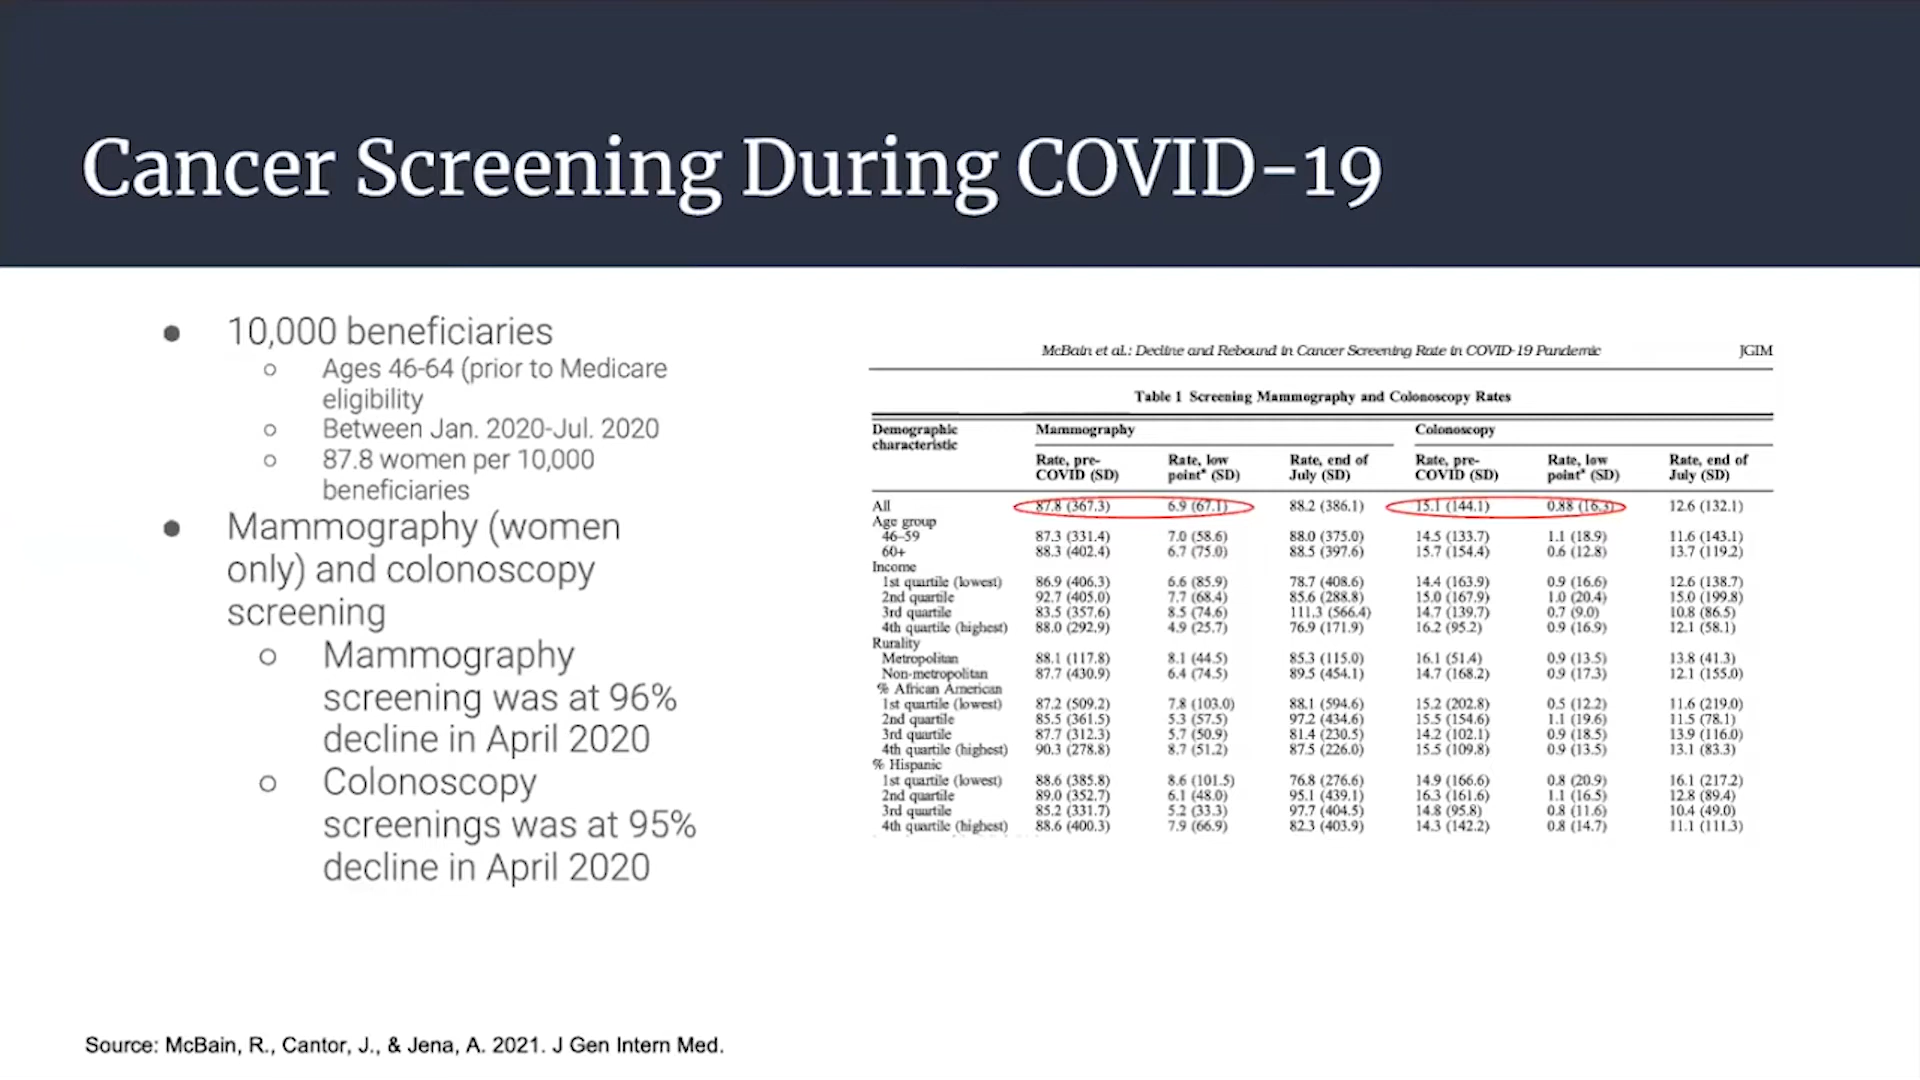 Cancer Screening During COVID-19
● 10,000 beneficiaries
○ Ages 46-64 (prior to Medicare
eligibility
○ Between Jan. 2020-Jul. 2020
○ 87.8 women per 10,000
beneficiaries
● Mammography (women
only) and colonoscopy
screening
○ Mammography
screening was at 96%
decline in April 2020
○ Colonoscopy
screenings was at 95%
decline in April 2020
McBain et al.: Decline and Rebound in Cancer Screening Rate in COVID-19 Pandemic JGIM
Table 1 Screening Mammography and Colonoscopy Rates
Demographic Mammography Colonoscopy
characteristic
Rate, pre- Rate, low Rate, end of Rate, pre- Rate, low Rate, end of
COVID (SD) point* (SD) July (SD) COVID (SD) point* (SD) July (SD)
All 87.8 (367.3) 6.9 (67.1) 88.2 (386.1) 15.1 (144.1) 0.88 (16.3) 12.6 (132.1)
Age group
46–59 87.3 (331.4) 7.0 (58.6) 88.0 (375.0) 14.5 (133.7) 1.1 (18.9) 11.6 (143.1)
60+ 88.3 (402.4) 6.7 (75.0) 88.5 (397.6) 15.7 (154.4) 0.6 (12.8) 13.7 (119.2)
Income
1st quartile (lowest) 86.9 (406.3) 6.6 (85.9) 78.7 (408.6) 14.4 (163.9) 0.9 (16.6) 12.6 (138.7)
2nd quartile 92.7 (405.0) 7.7 (68.4) 85.6 (288.8) 15.0 (167.9) 1.0 (20.4) 15.0 (199.8)
3rd quartile 83.5 (357.6) 8.5 (74.6) 111.3 (566.4) 14.7 (139.7) 0.7 (9.0) 10.8 (86.5)
4th quartile (highest) 88.0 (292.9) 4.9 (25.7) 76.9 (171.9) 16.2 (95.2) 0.9 (16.9) 12.1 (58.1)
Rurality
Metropolitan 88.1 (117.8) 8.1 (44.5) 85.3 (115.0) 16.1 (51.4) 0.9 (13.5) 13.8 (41.3)
Non-metropolitan 87.7 (430.9) 6.4 (74.5) 89.5 (454.1) 14.7 (168.2) 0.9 (17.3) 12.1 (155.0)
% African American
1st quartile (lowest) 87.2 (509.2) 7.8 (103.0) 88.1 (594.6) 15.2 (202.8) 0.5 (12.2) 11.6 (219.0)
2nd quartile 85.5 (361.5) 5.3 (57.5) 97.2 (434.6) 15.5 (154.6) 1.1 (19.6) 11.5 (78.1)
3rd quartile 87.7 (312.3) 5.7 (50.9) 81.4 (230.5) 14.2 (102.1) 0.9 (18.5) 13.9 (116.0)
4th quartile (highest) 90.3 (278.8) 8.7 (51.2) 87.5 (226.0) 15.5 (109.8) 0.9 (13.5) 13.1 (83.3)
% Hispanic
1st quartile (lowest) 88.6 (385.8) 8.6 (101.5) 76.8 (276.6) 14.9 (166.6) 0.8 (20.9) 16.1 (217.2)
2nd quartile 89.0 (352.7) 6.1 (48.0) 95.1 (439.1) 16.3 (161.6) 1.1 (16.5) 12.8 (89.4)
3rd quartile 85.2 (331.7) 5.2 (33.3) 97.7 (404.5) 14.8 (95.8) 0.8 (11.6) 10.4 (49.0)
4th quartile (highest) 88.6 (400.3) 7.9 (66.9) 82.3 (403.9) 14.3 (142.2) 0.8 (14.7) 11.1 (111.3)
Source: McBain, R., Cantor, J., & Jena, A. 2021. J Gen Intern Med.